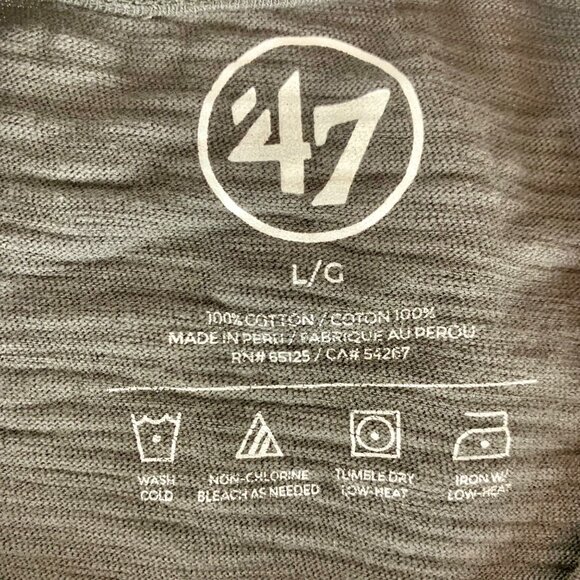 '47
L/G
100% COTTON / COTON 100%
MADE IN PERU / FABRIQUE AU PEROU
RN# 65125 / CA# 54267
WASH COLD
NON-CHLORINE BLEACH AS NEEDED
TUMBLE DRY LOW-HEAT
IRON W/ LOW-HEAT